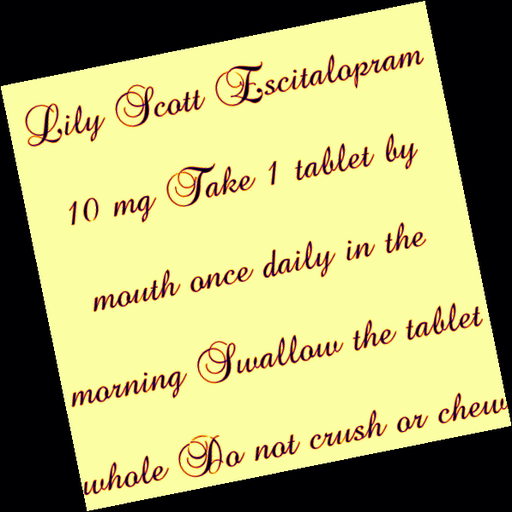 Lily Scott Escitalopram
10 mg Take 1 tablet by
mouth once daily in the
morning Swallow the tablet
whole Do not crush or chew